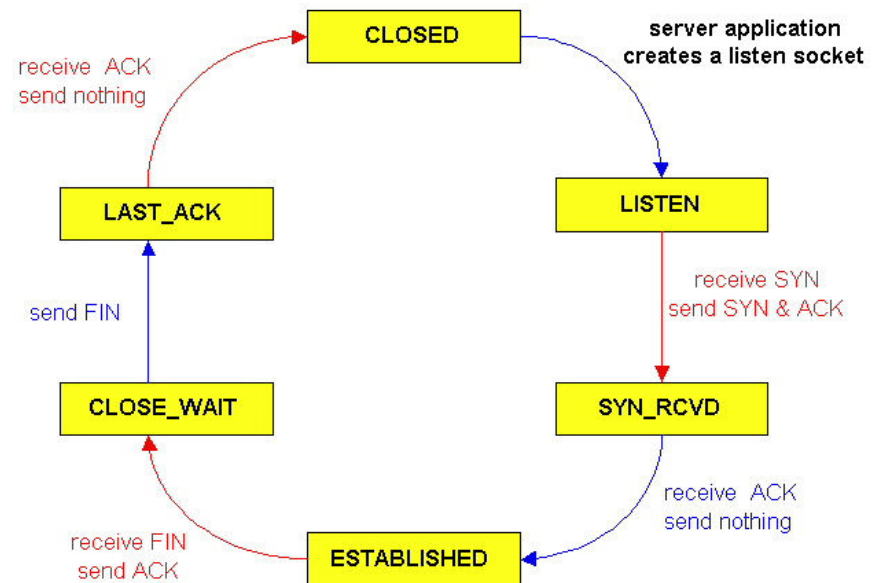 CLOSED
server application
creates a listen socket
receive ACK
send nothing
LAST_ACK
LISTEN
send FIN
receive SYN
send SYN & ACK
CLOSE_WAIT
SYN_RCVD
receive ACK
send nothing
receive FIN
send ACK
ESTABLISHED